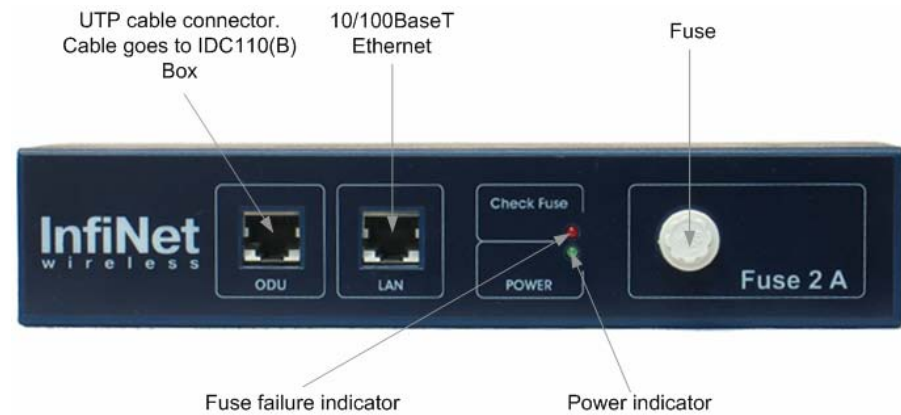 UTP cable connector.
Cable goes to IDC110(B)
Box
10/100BaseT
Ethernet
Fuse
InfiNet
wireless
ODU
LAN
Check Fuse
POWER
Fuse 2 A
Fuse failure indicator
Power indicator